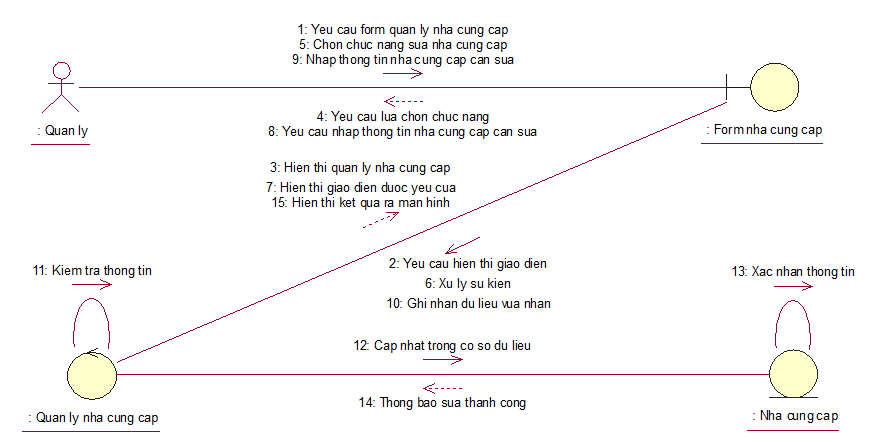 1: Yeu cau form quan ly nha cung cap
5: Chon chuc nang sua nha cung cap
9: Nhap thong tin nha cung cap can sua
4: Yeu cau lua chon chuc nang
8: Yeu cau nhap thong tin nha cung cap can sua
: Quan ly
: Form nha cung cap
3: Hien thi quan ly nha cung cap
7: Hien thi giao dien duoc yeu cua
15: Hien thi ket qua ra man hinh
2: Yeu cau hien thi giao dien
6: Xu ly su kien
10: Ghi nhan du lieu vua nhan
11: Kiem tra thong tin
13: Xac nhan thong tin
12: Cap nhat trong co so du lieu
14: Thong bao sua thanh cong
: Quan ly nha cung cap
: Nha cung cap